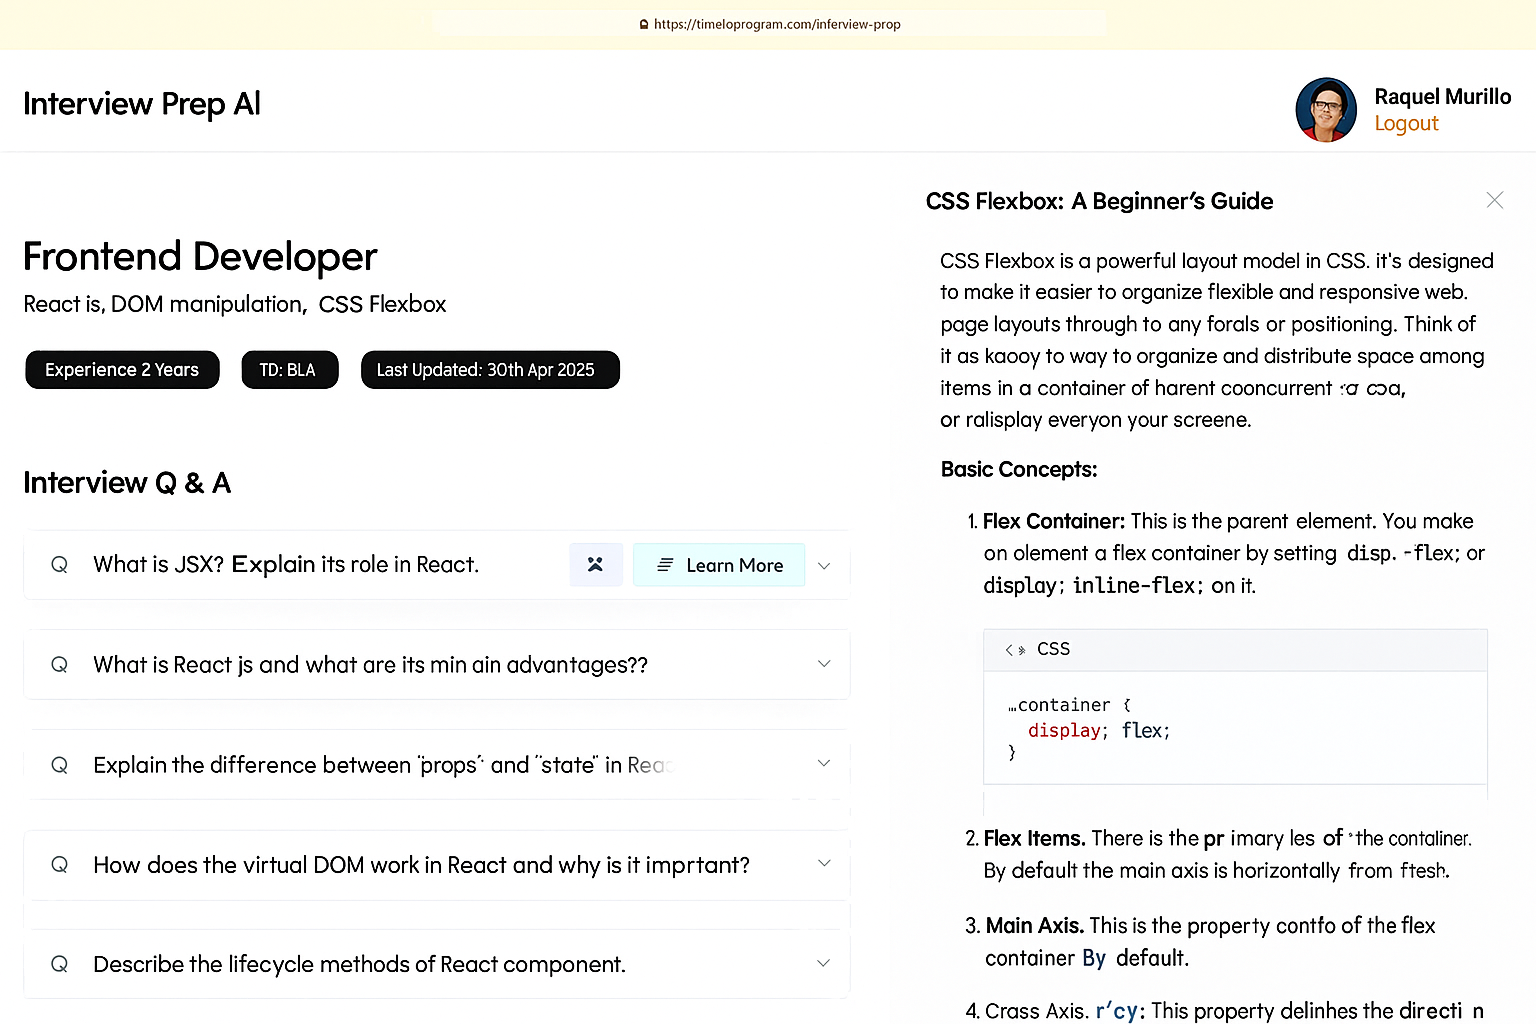 https://timeloprogram.com/inferview-prop
Interview Prep Al
Raquel Murillo
Logout
Frontend Developer
React is, DOM manipulation, CSS Flexbox
Experience 2 Years
TD: BLA
Last Updated: 30th Apr 2025
Interview Q & A
Q What is JSX? Explain its role in React.
Learn More
Q What is React js and what are its min ain advantages??
Q Explain the difference between "props" and "state" in Reac
Q How does the virtual DOM work in React and why is it imprtant?
Q Describe the lifecycle methods of React component.
CSS Flexbox: A Beginner's Guide
CSS Flexbox is a powerful layout model in CSS. it's designed
to make it easier to organize flexible and responsive web.
page layouts through to any forals or positioning. Think of
it as kaooy to way to organize and distribute space among
items in a container of harent cooncurrent
or ralisplay everyon your screene.
Basic Concepts:
1. Flex Container: This is the parent element. You make
on olement a flex container by setting disp. -flex; or
display; inline-flex; on it.
CSS
…container {
display; flex;
}
2. Flex Items. There is the pr imary les of the contaliner.
By default the main axis is horizontally from ftesh.
3. Main Axis. This is the property contfo of the flex
container By default.
4. Crass Axis. r'cy: This property delinhes the directi n